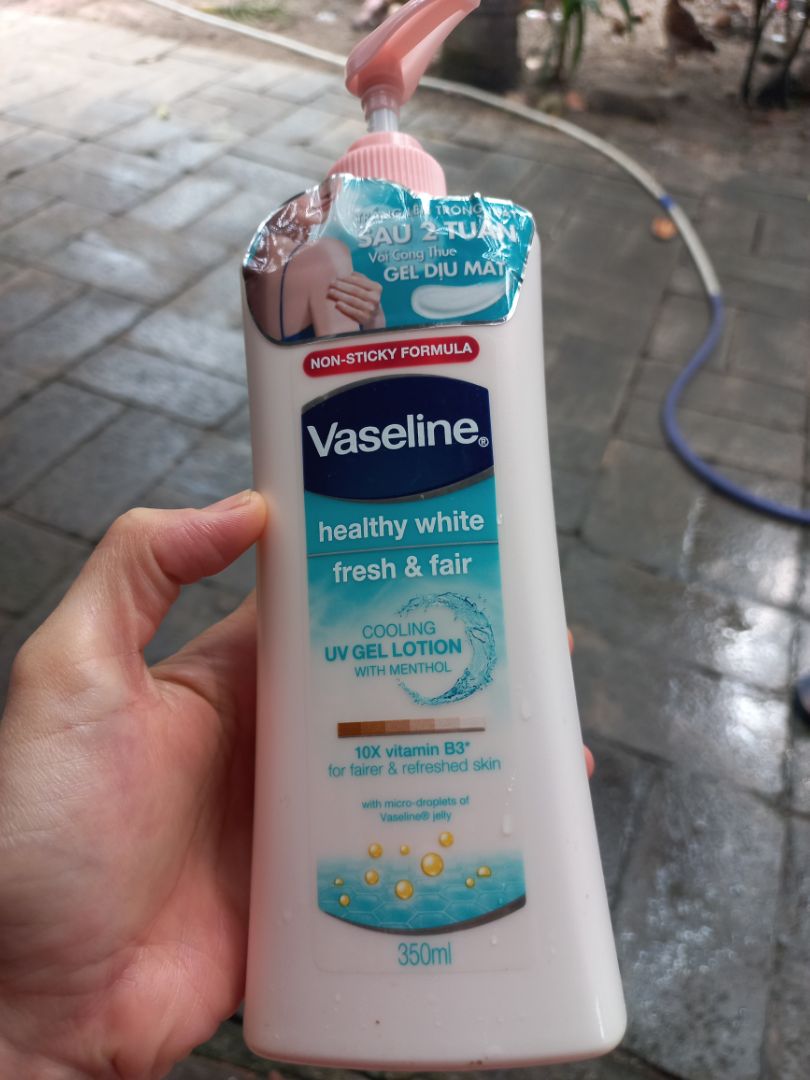 TRONG
SAU 2 TUẦN
Với Công Thức
GEL DỊU MÁT
NON-STICKY FORMULA
Vaseline®
healthy white
fresh & fair
COOLING
UV GEL LOTION
WITH MENTHOL
10X vitamin B3*
for fairer & refreshed skin
with micro-droplets of
Vaseline® jelly
350ml